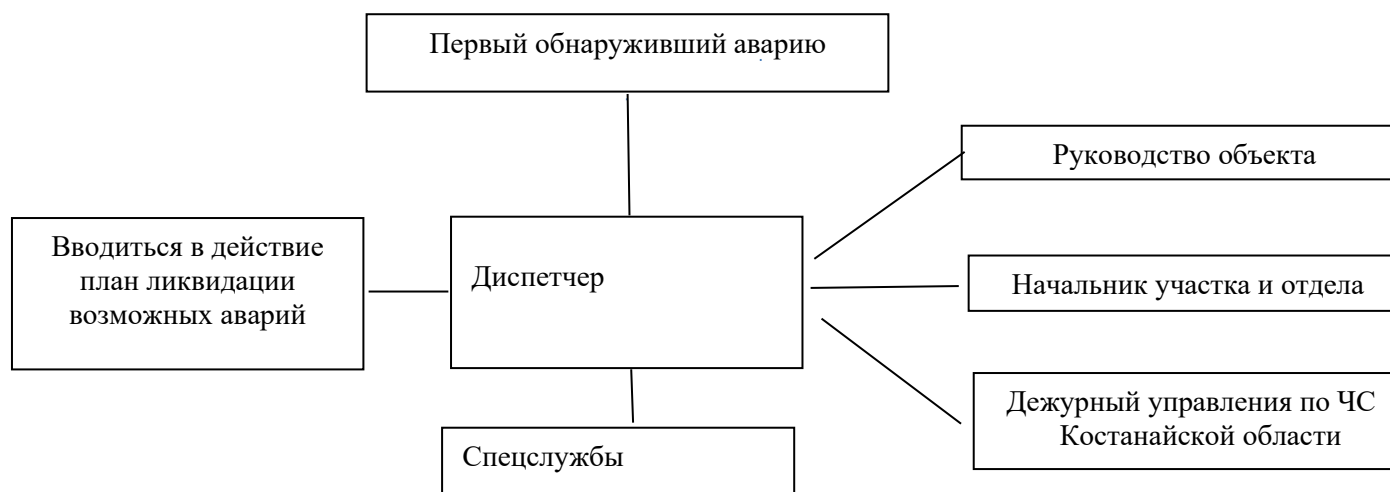 Первый обнаруживший аварию
Руководство объекта
Вводиться в действие
план ликвидации
возможных аварий
Диспетчер
Начальник участка и отдела
Дежурный управления по ЧС
Костанайской области
Спецслужбы